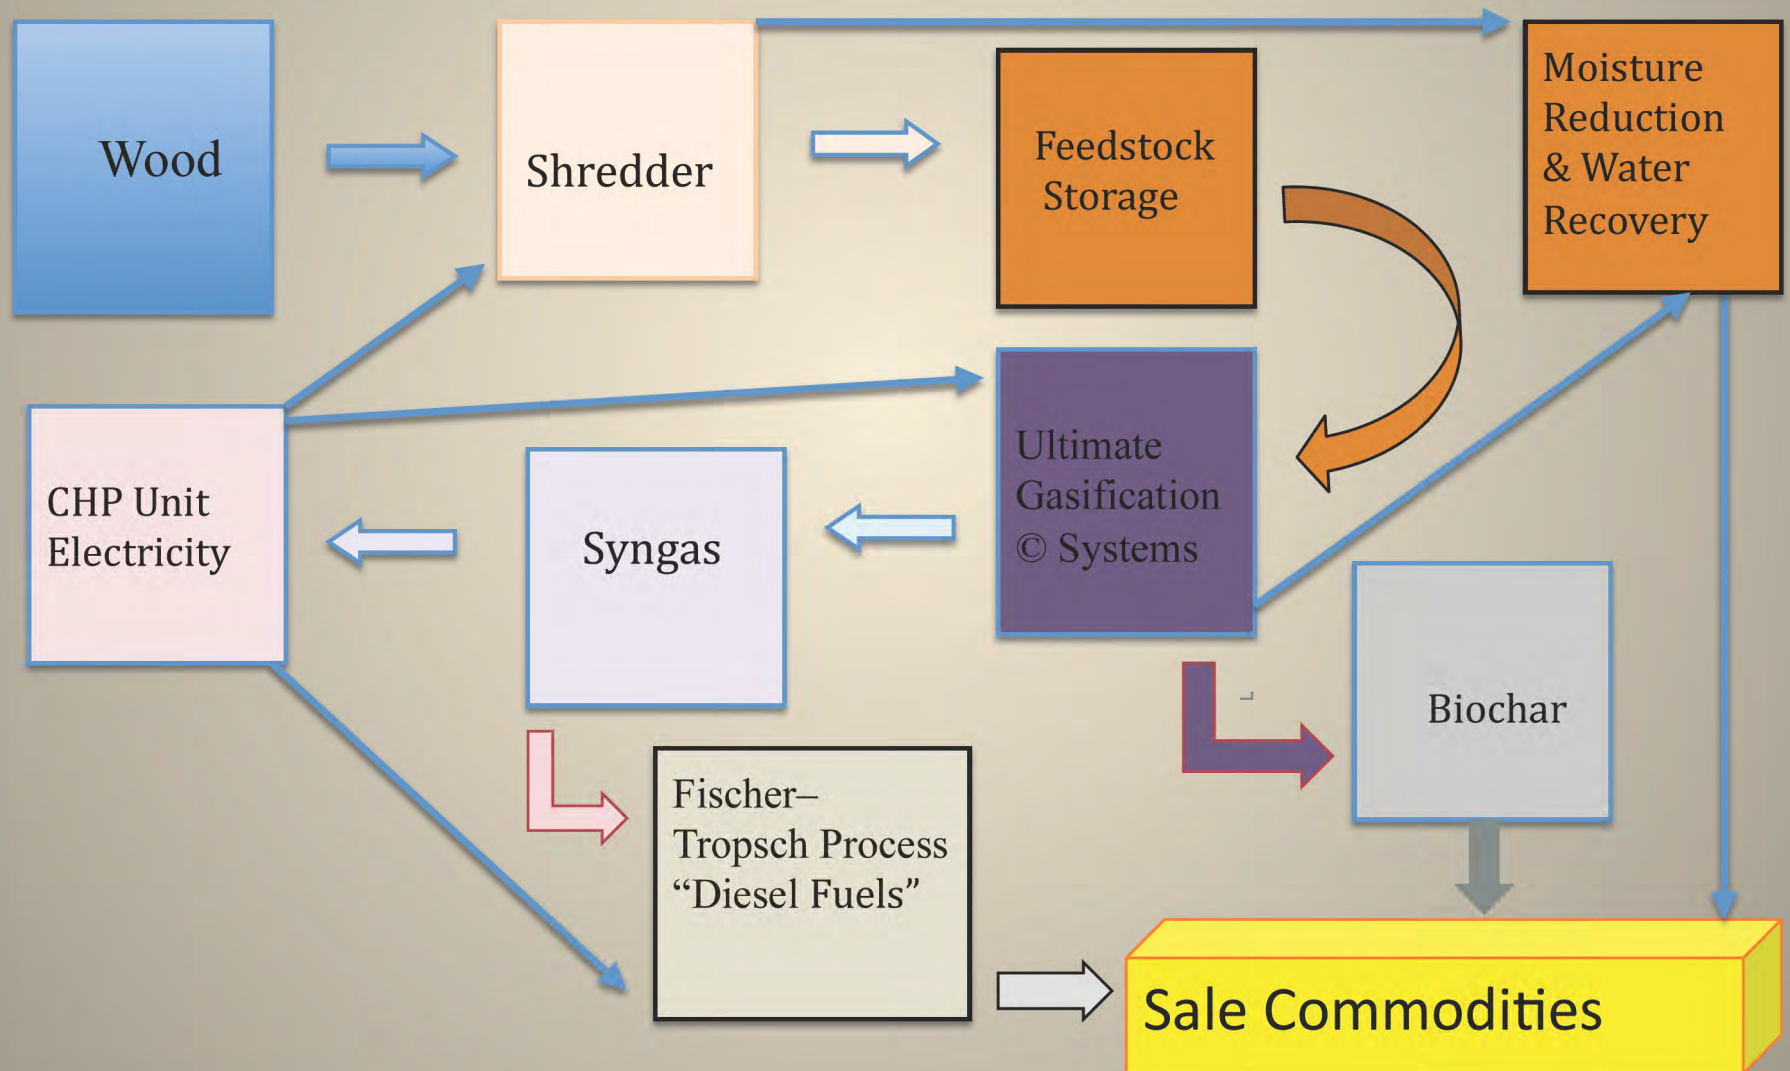 Wood
Shredder
Feedstock
Storage
Moisture
Reduction
& Water
Recovery
CHP Unit
Electricity
Syngas
Ultimate
Gasification
© Systems
Biochar
Fischer–
Tropsch Process
“Diesel Fuels”
Sale Commodities